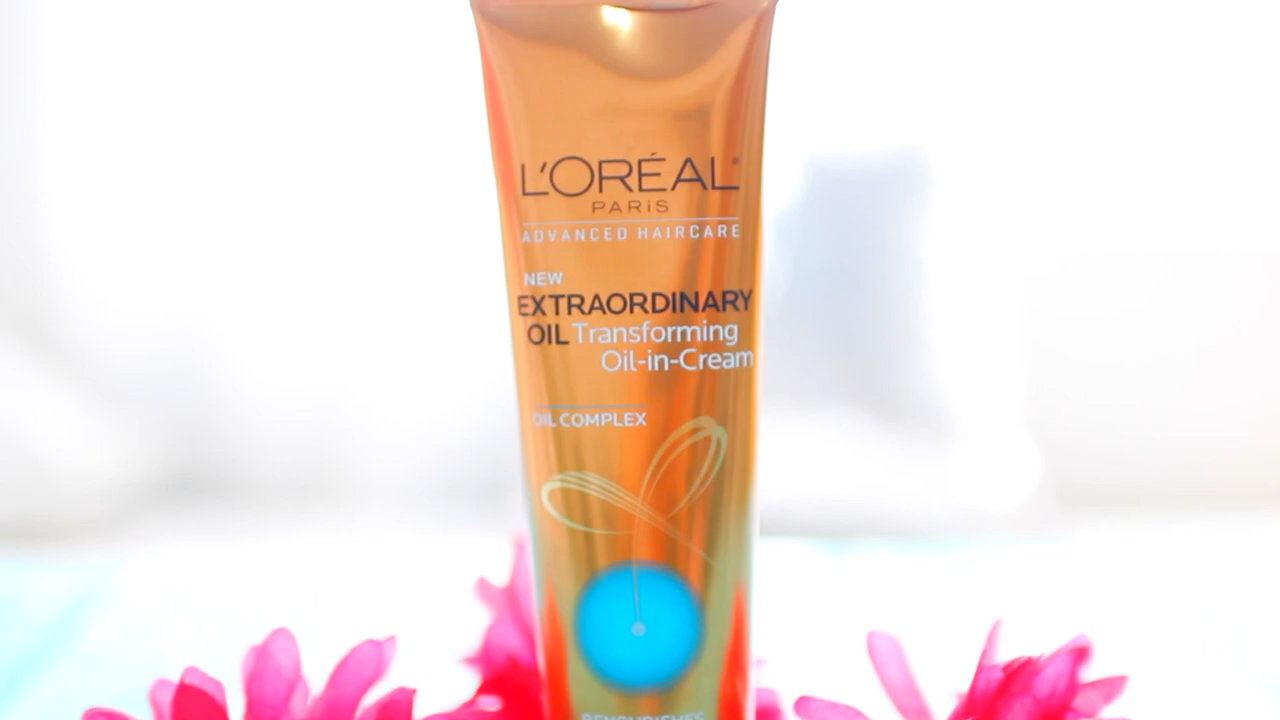 L'ORÉAL
PARiS
ADVANCED HAIRCARE
NEW
EXTRAORDINARY
OIL Transforming
Oil-in-Cream
OIL COMPLEX